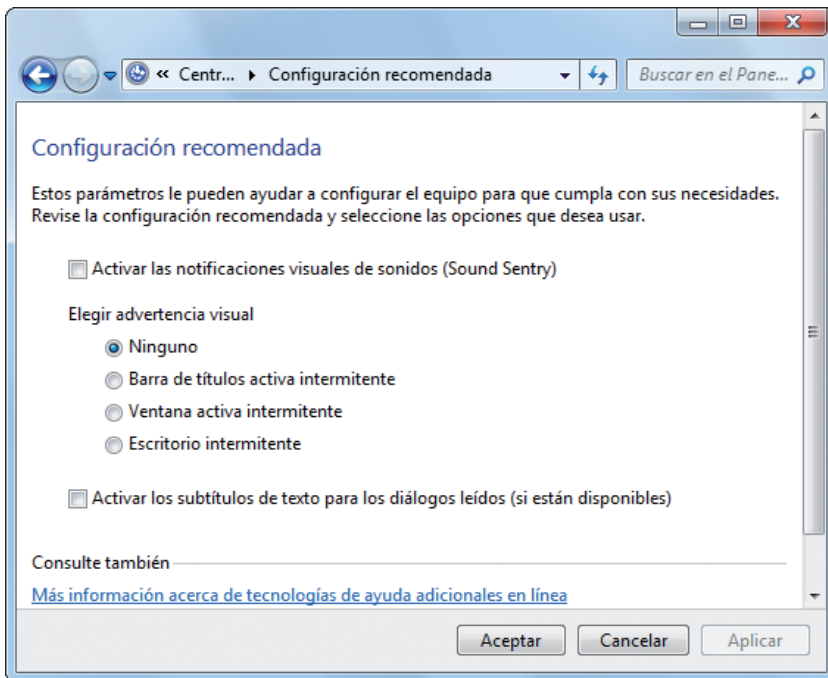 « Centr... Configuración recomendada
Buscar en el Pane...
Configuración recomendada
Estos parámetros le pueden ayudar a configurar el equipo para que cumpla con sus necesidades.
Revise la configuración recomendada y seleccione las opciones que desea usar.
Activar las notificaciones visuales de sonidos (Sound Sentry)
Elegir advertencia visual
Ninguno
Barra de títulos activa intermitente
Ventana activa intermitente
Escritorio intermitente
Activar los subtítulos de texto para los diálogos leídos (si están disponibles)
Consulte también
Más información acerca de tecnologías de ayuda adicionales en línea
Aceptar Cancelar Aplicar